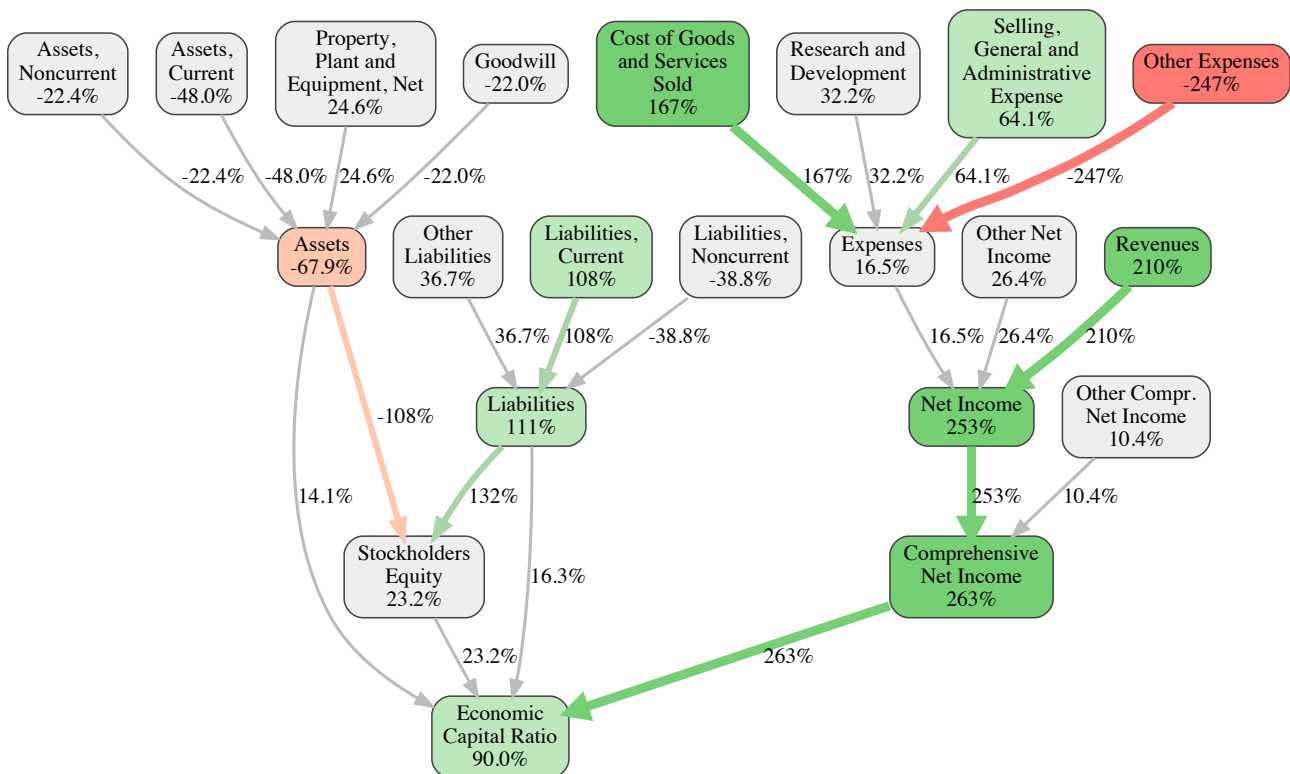 Assets,
Noncurrent
-22.4%
Assets,
Current
-48.0%
Property,
Plant and
Equipment, Net
24.6%
Goodwill
-22.0%
Cost of Goods
and Services
Sold
167%
Research and
Development
32.2%
Selling,
General and
Administrative
Expense
64.1%
Other Expenses
-247%
-22.4%
-48.0%
24.6%
-22.0%
167%
32.2%
64.1%
-247%
Assets
-67.9%
Other
Liabilities
36.7%
Liabilities,
Current
108%
Liabilities,
Noncurrent
-38.8%
Expenses
16.5%
Other Net
Income
26.4%
Revenues
210%
36.7%
108%
-38.8%
16.5%
26.4%
210%
-108%
Liabilities
111%
Net Income
253%
Other Compr.
Net Income
10.4%
14.1%
132%
253%
10.4%
Stockholders
Equity
23.2%
16.3%
Comprehensive
Net Income
263%
23.2%
263%
Economic
Capital Ratio
90.0%